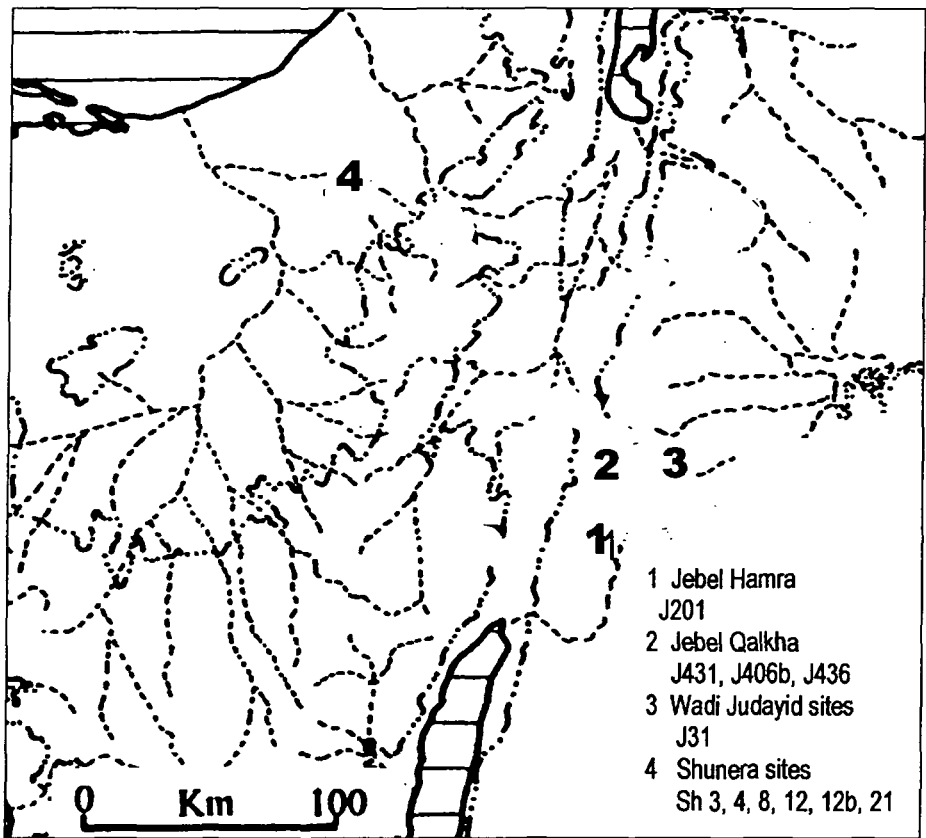 4
2 3
1
1 Jebel Hamra
J201
2 Jebel Qalkha
J431, J406b, J436
3 Wadi Judayid sites
J31
4 Shunera sites
Sh 3, 4, 8, 12, 12b, 21
0 Km 100